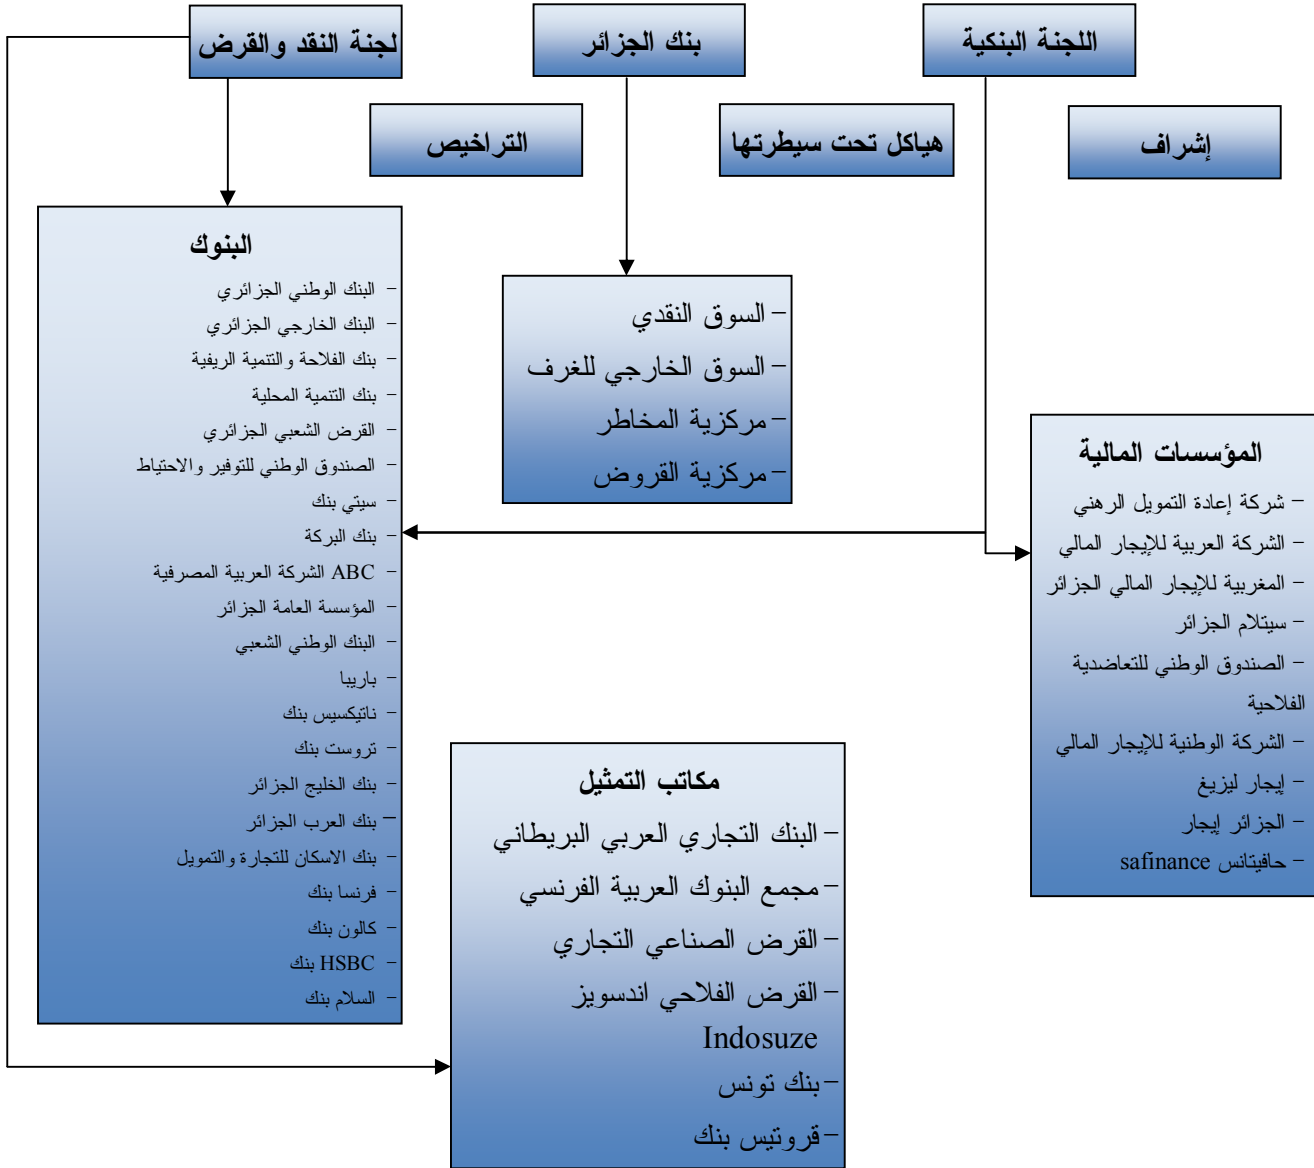 اللجنة البنكية
بنك الجزائر
لجنة النقد والقرض
إشراف
هياكل تحت سيطرتها
التراخيص
البنوك
- البنك الوطني الجزائري
- البنك الخارجي الجزائري
- بنك الفلاحة والتنمية الريفية
- بنك التنمية المحلية
- القرض الشعبي الجزائري
- الصندوق الوطني للتوفير والاحتياط
- سيتي بنك
- بنك البركة
- ABC الشركة العربية المصرفية
- المؤسسة العامة الجزائر
- البنك الوطني الشعبي
- باريبا
- ناتيكسيس بنك
- تروست بنك
- بنك الخليج الجزائر
- بنك العرب الجزائر
- بنك الاسكان للتجارة والتمويل
- فرنسا بنك
- كالون بنك
- HSBC بنك
- السلام بنك
- السوق النقدي
- السوق الخارجي للغرف
- مركزية المخاطر
- مركزية القروض
المؤسسات المالية
- شركة إعادة التمويل الرهني
- الشركة العربية للإيجار المالي
- المغربية للإيجار المالي الجزائر
- سيتلام الجزائر
- الصندوق الوطني للتعاضدية
الفلاحية
- الشركة الوطنية للإيجار المالي
- إيجار ليزيغ
- الجزائر إيجار
- حافيتانس safinance
مكاتب التمثيل
- البنك التجاري العربي البريطاني
- مجمع البنوك العربية الفرنسي
- القرض الصناعي التجاري
- القرض الفلاحي اندسويز
Indosuze
- بنك تونس
- قروتيس بنك